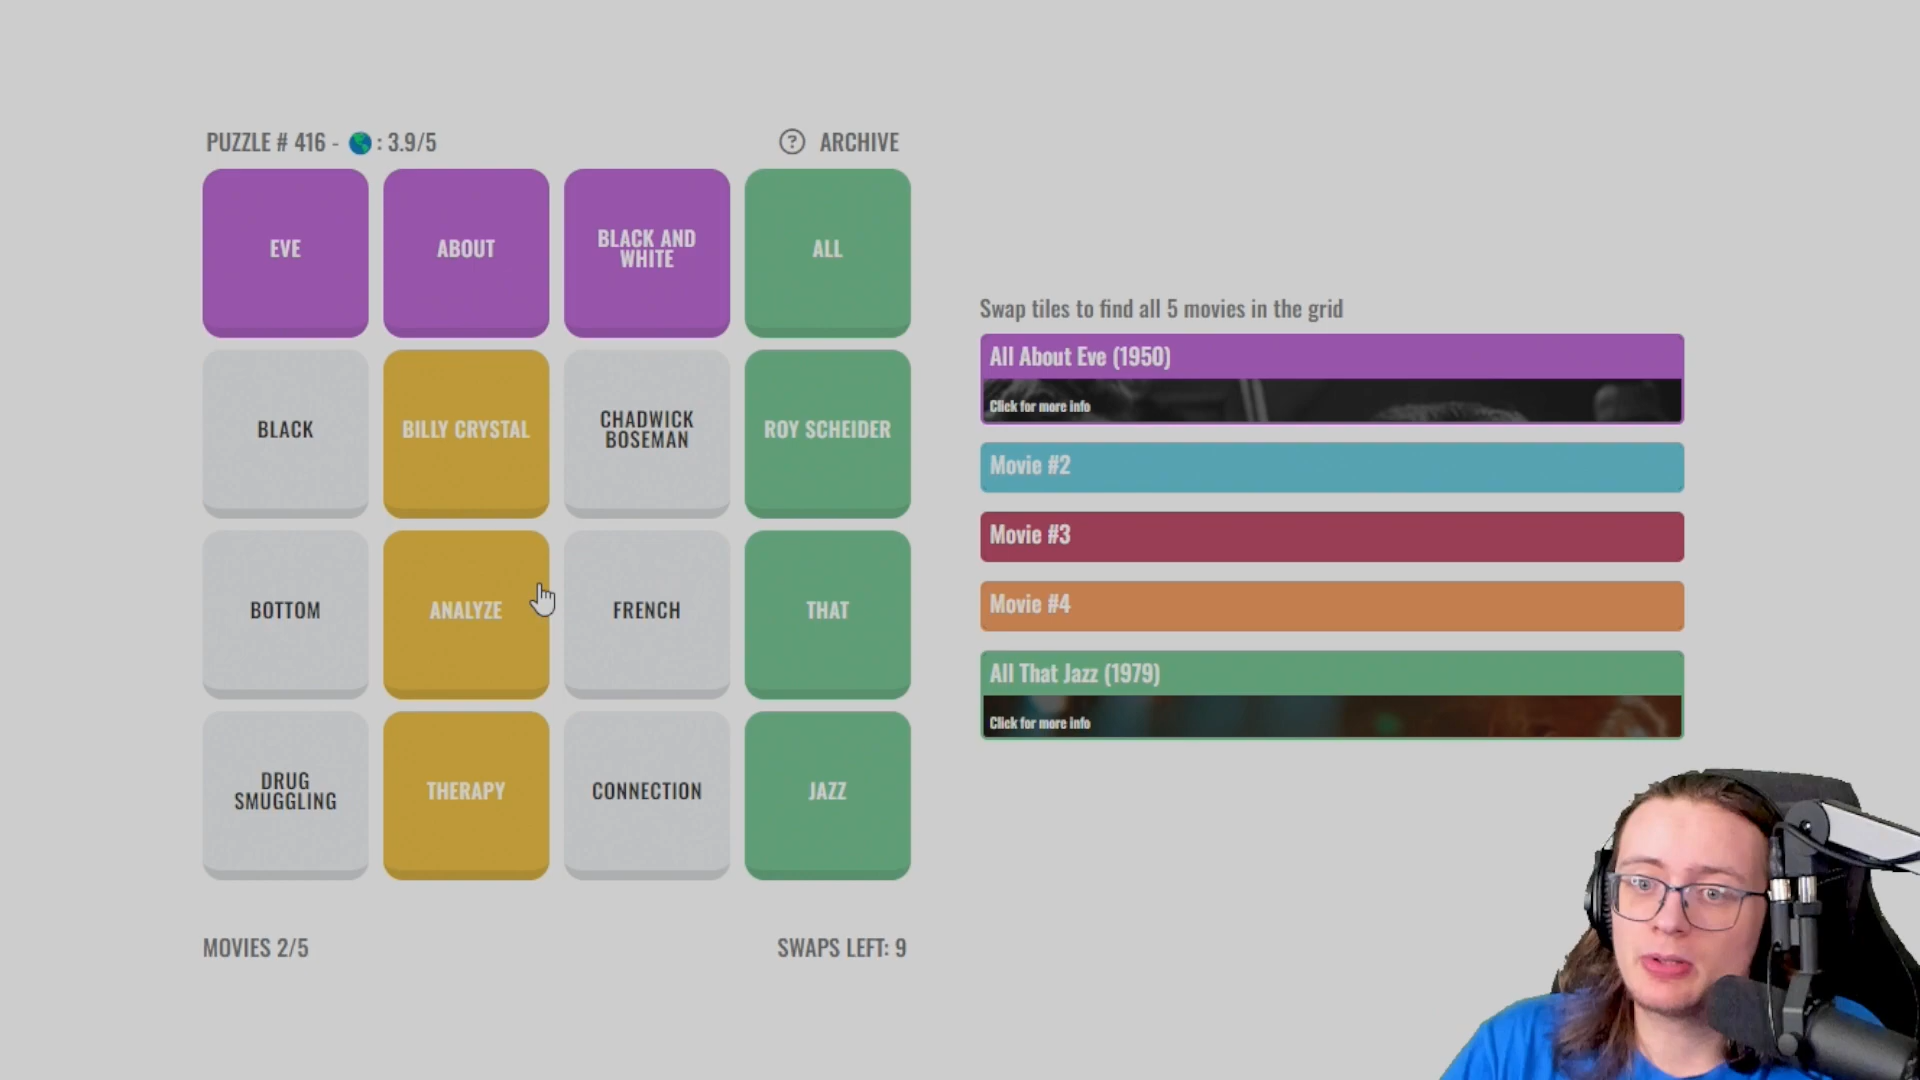 PUZZLE # 416 - : 3.9/5
ARCHIVE
EVE
ABOUT
BLACK AND
WHITE
ALL
BLACK
BILLY CRYSTAL
CHADWICK
BOSEMAN
ROY SCHEIDER
BOTTOM
ANALYZE
FRENCH
THAT
DRUG
SMUGGLING
THERAPY
CONNECTION
JAZZ
MOVIES 2/5
SWAPS LEFT: 9
Swap tiles to find all 5 movies in the grid
All About Eve (1950)
Click for more info
Movie #2
Movie #3
Movie #4
All That Jazz (1979)
Click for more info